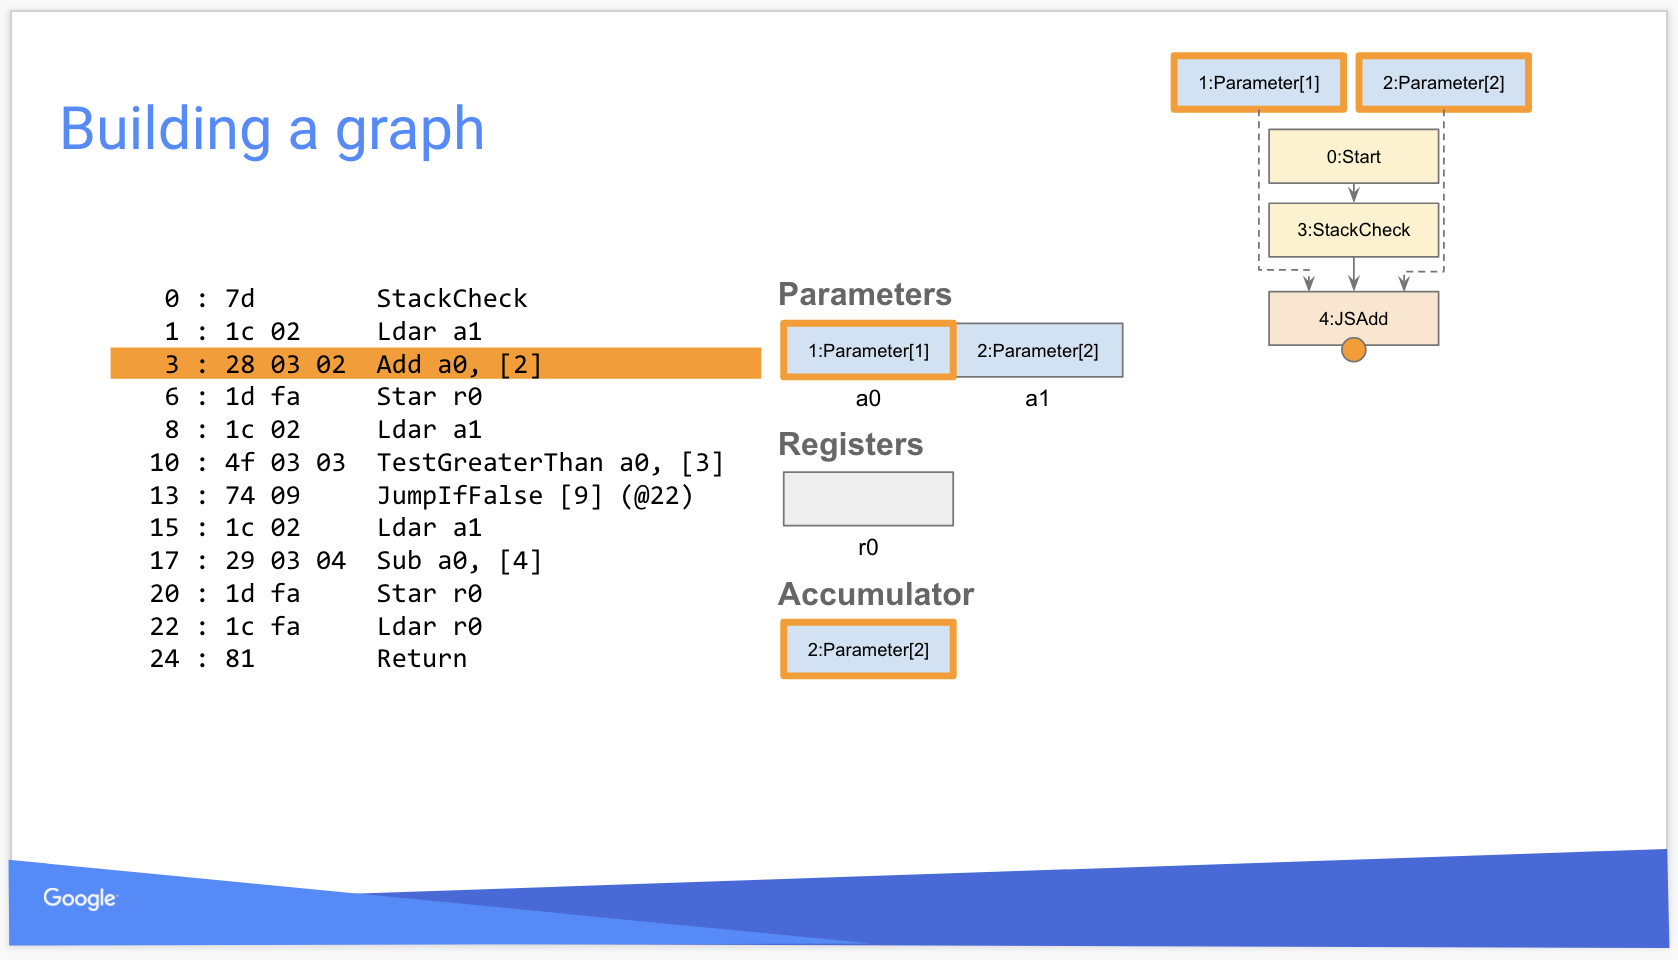 Building a graph
1:Parameter[1] 2:Parameter[2]
0:Start
3:StackCheck
4:JSAdd
0 : 7d StackCheck
1 : 1c 02 Ldar a1
3 : 28 03 02 Add a0, [2]
6 : 1d fa Star r0
8 : 1c 02 Ldar a1
10 : 4f 03 03 TestGreaterThan a0, [3]
13 : 74 09 JumpIfFalse [9] (@22)
15 : 1c 02 Ldar a1
17 : 29 03 04 Sub a0, [4]
20 : 1d fa Star r0
22 : 1c fa Ldar r0
24 : 81 Return
Parameters
1:Parameter[1] 2:Parameter[2]
a0 a1
Registers
r0
Accumulator
2:Parameter[2]
Google